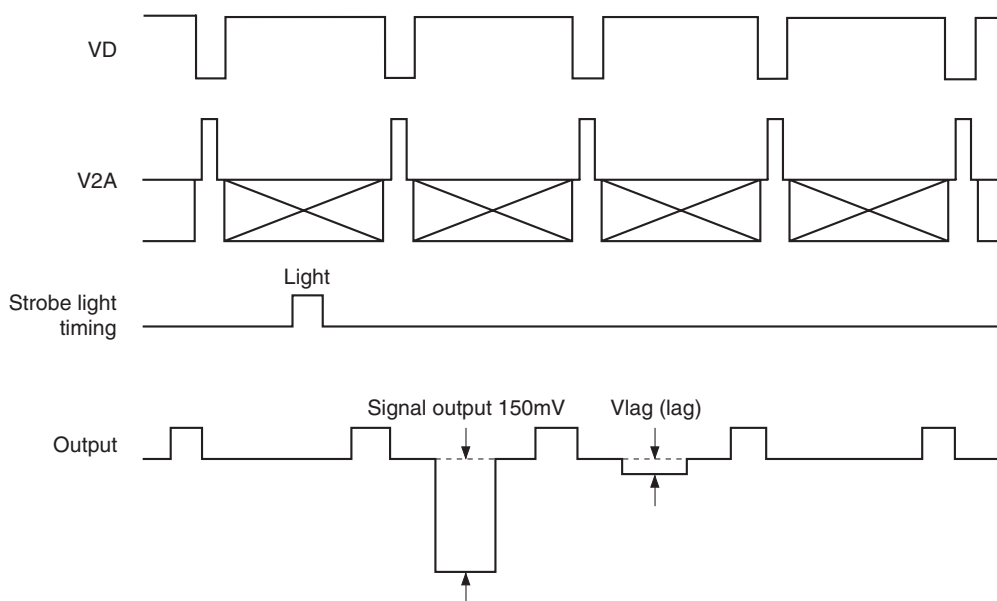 VD
V2A
Light
Strobe light
timing
Signal output 150mV
Vlag (lag)
Output